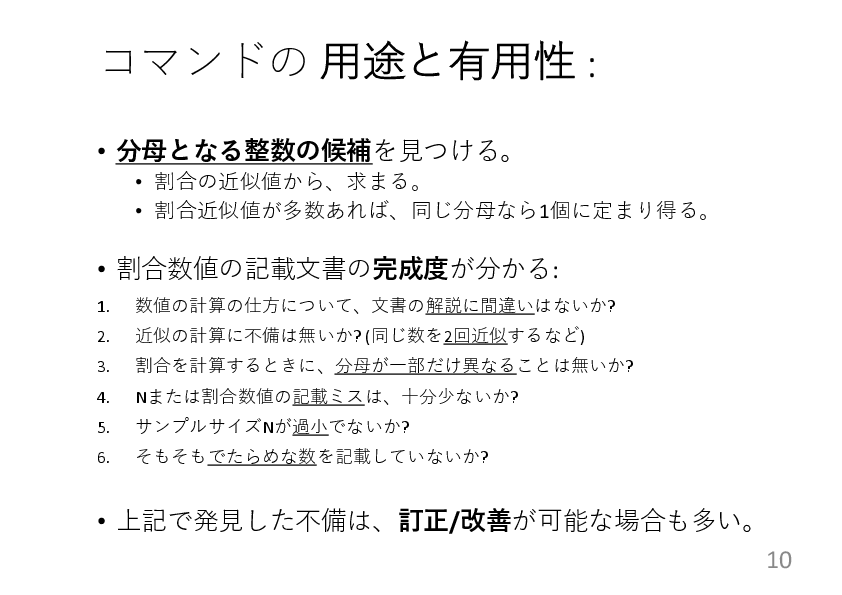 コマンドの 用途と有用性 :
• 分母となる整数の候補を見つける。
• 割合の近似値から、求まる。
• 割合近似値が多数あれば、同じ分母なら1個に定まり得る。
• 割合数値の記載文書の完成度が分かる:
1. 数値の計算の仕方について、文書の解説に間違いはないか?
2. 近似の計算に不備は無いか? (同じ数を2回近似するなど)
3. 割合を計算するときに、分母が一部だけ異なることは無いか?
4. Nまたは割合数値の記載ミスは、十分少ないか?
5. サンプルサイズNが過小でないか?
6. そもそもでたらめな数を記載していないか?
• 上記で発見した不備は、訂正/改善が可能な場合も多い。
10